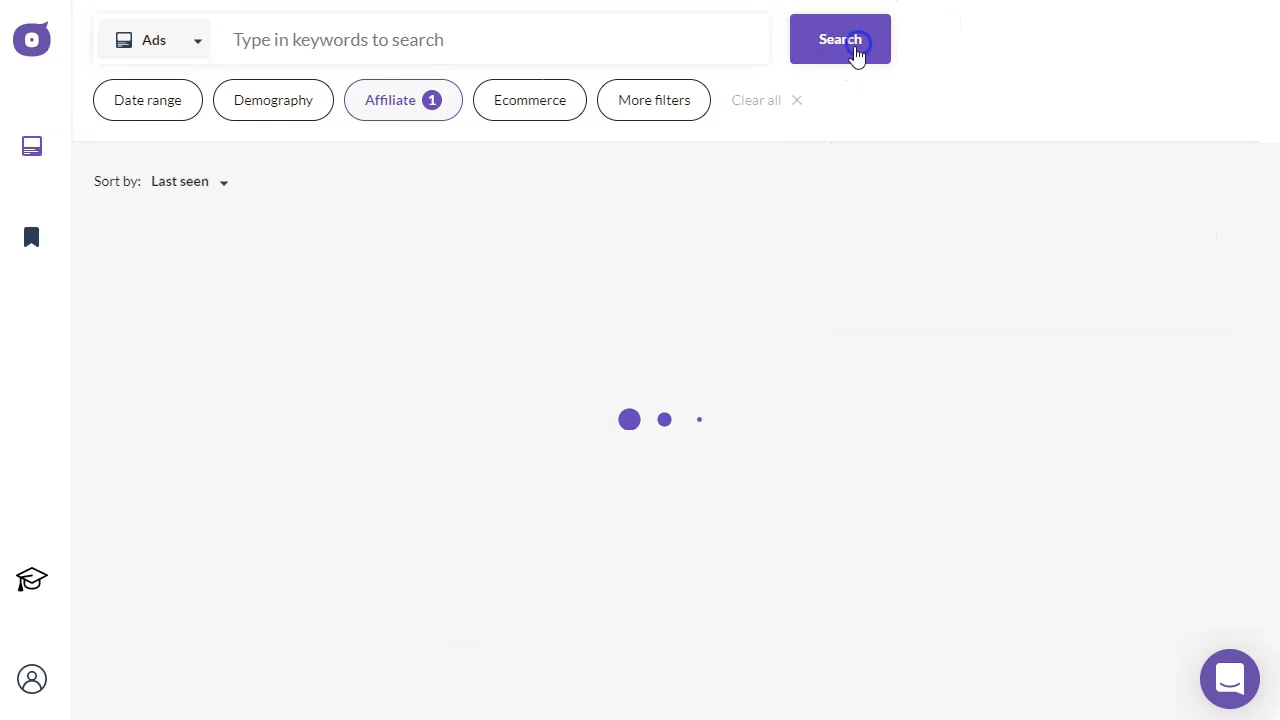 Ads
Type in keywords to search
Search
Date range
Demography
Affiliate 1
Ecommerce
More filters
Clear all
Sort by: Last seen